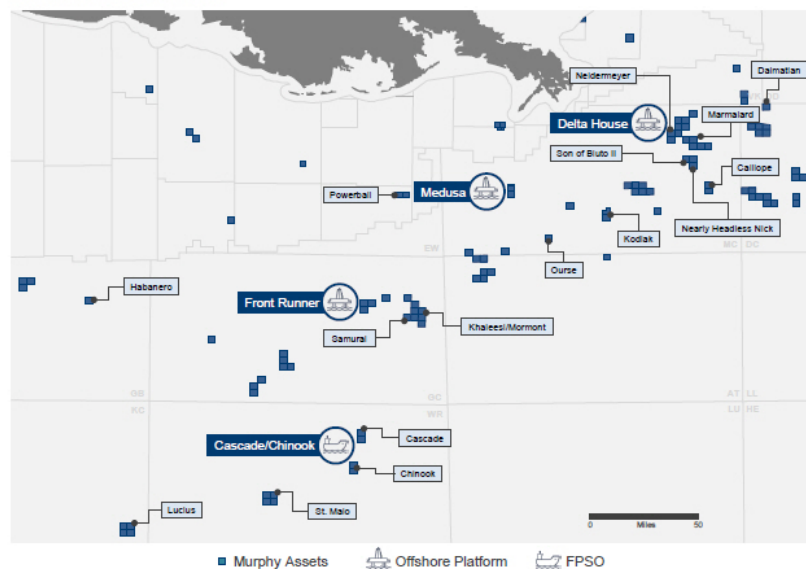 Neidermeyer
Dalmatian
Delta House
Marmalard
Son of Bluto II
Calliope
Powerball
Medusa
Kodiak
Nearly Headless Nick
MC DC
EW
Ourse
Habanero
Front Runner
Samurai
Khaleesi/Mormont
GB
KC
GC
WR
AT LL
LU HE
Cascade/Chinook
Cascade
Chinook
Lucius
St. Malo
0 Miles 50
Murphy Assets Offshore Platform FPSO